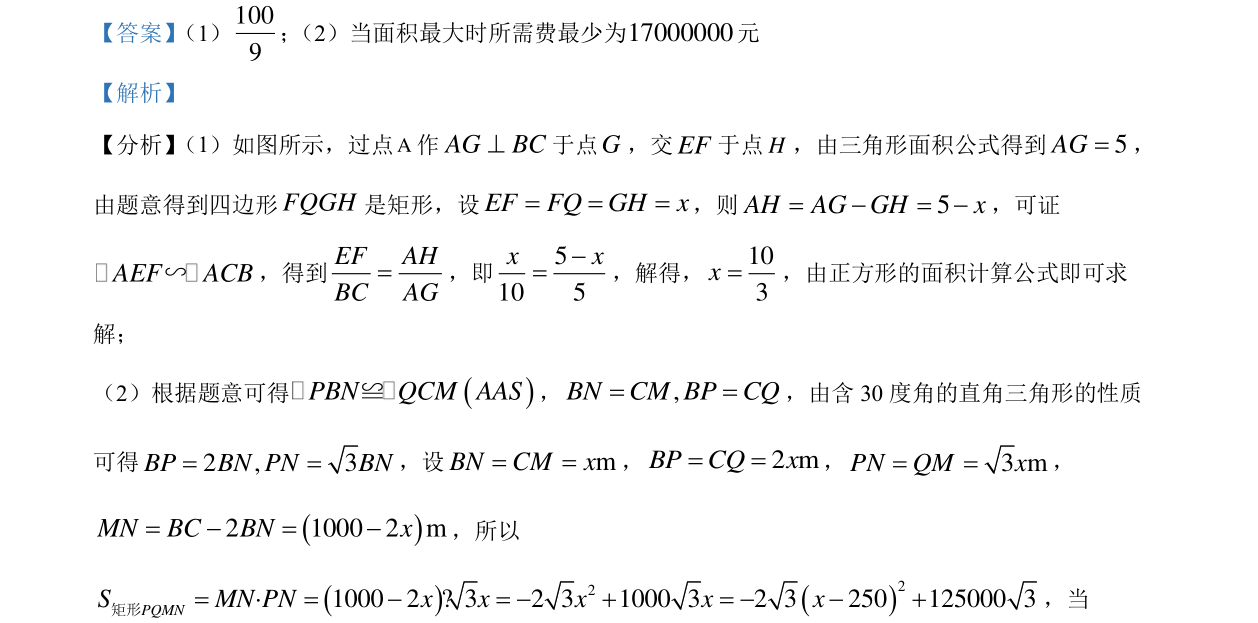 【答案】（1）100/9；（2）当面积最大时所需费最少为17000000元
【解析】
【分析】（1）如图所示，过点A作AG⊥BC于点G，交EF于点H，由三角形面积公式得到AG=5，
由题意得到四边形FQGH是矩形，设EF=FQ=GH=x，则AH=AG−GH=5−x，可证
□AEF∽□ACB，得到EF/BC=AH/AG，即x/10=(5−x)/5，解得，x=10/3，由正方形的面积计算公式即可求
解；
（2）根据题意可得□PBN≌□QCM(AAS)，BN=CM,BP=CQ，由含30度角的直角三角形的性质
可得BP=2BN,PN=√3BN，设BN=CM=xm，BP=CQ=2xm，PN=QM=√3xm，
MN=BC−2BN=(1000−2x)m，所以
S矩形PQMN=MN·PN=(1000−2x)?√3x=−2√3x²+1000√3x=−2√3(x−250)²+125000√3，当